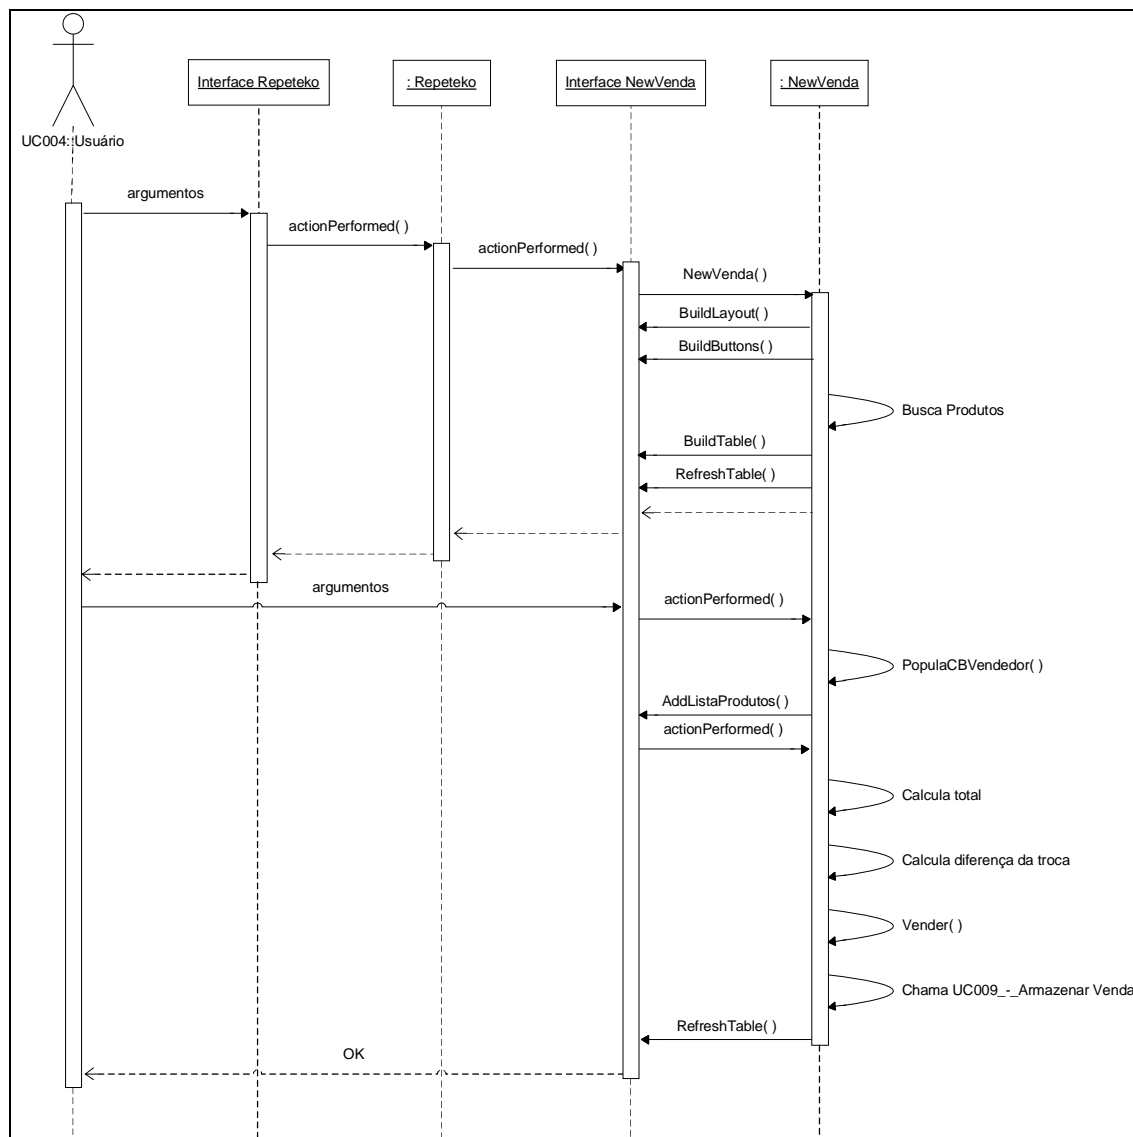 Interface Repeteko
: Repeteko
Interface NewVenda
: NewVenda
UC004::Usuário
argumentos
actionPerformed( )
actionPerformed( )
NewVenda( )
BuildLayout( )
BuildButtons( )
Busca Produtos
BuildTable( )
RefreshTable( )
argumentos
actionPerformed( )
PopulaCBVendedor( )
AddListaProdutos( )
actionPerformed( )
Calcula total
Calcula diferença da troca
Vender( )
Chama UC009_-_Armazenar Venda
RefreshTable( )
OK